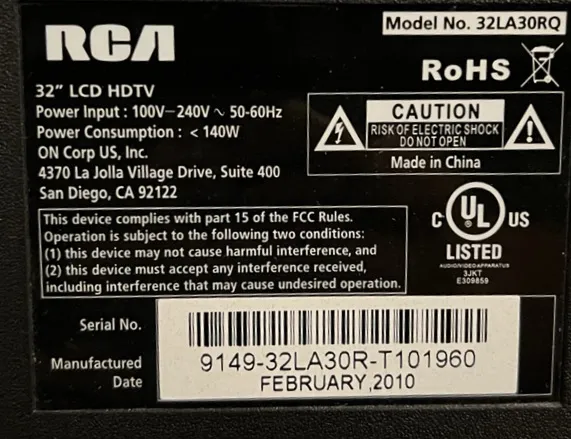 RCA
Model No. 32LA30RQ
RoHS
32" LCD HDTV
Power Input : 100V–240V ∿ 50-60Hz
Power Consumption : < 140W
ON Corp US, Inc.
4370 La Jolla Village Drive, Suite 400
San Diego, CA 92122
CAUTION
RISK OF ELECTRIC SHOCK
DO NOT OPEN
Made in China
This device complies with part 15 of the FCC Rules.
Operation is subject to the following two conditions:
(1) this device may not cause harmful interference, and
(2) this device must accept any interference received,
including interference that may cause undesired operation.
C UL US
LISTED
AUDIO/VIDEO APPARATUS
3JKT
E309859
Serial No.
9149-32LA30R-T101960
Manufactured
Date
FEBRUARY,2010